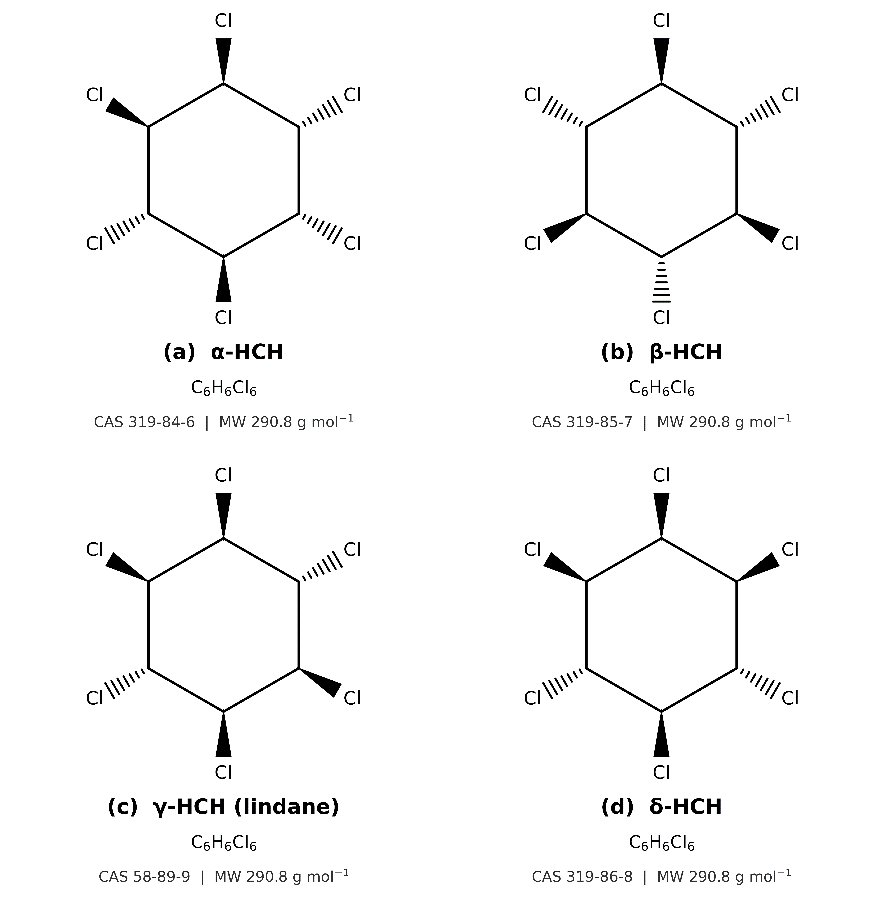 Cl Cl
Cl Cl Cl Cl
Cl Cl Cl Cl
Cl Cl
(a) α-HCH (b) β-HCH
C₆H₆Cl₆ C₆H₆Cl₆
CAS 319-84-6 | MW 290.8 g mol⁻¹ CAS 319-85-7 | MW 290.8 g mol⁻¹
Cl Cl
Cl Cl Cl Cl
Cl Cl Cl Cl
Cl Cl
(c) γ-HCH (lindane) (d) δ-HCH
C₆H₆Cl₆ C₆H₆Cl₆
CAS 58-89-9 | MW 290.8 g mol⁻¹ CAS 319-86-8 | MW 290.8 g mol⁻¹